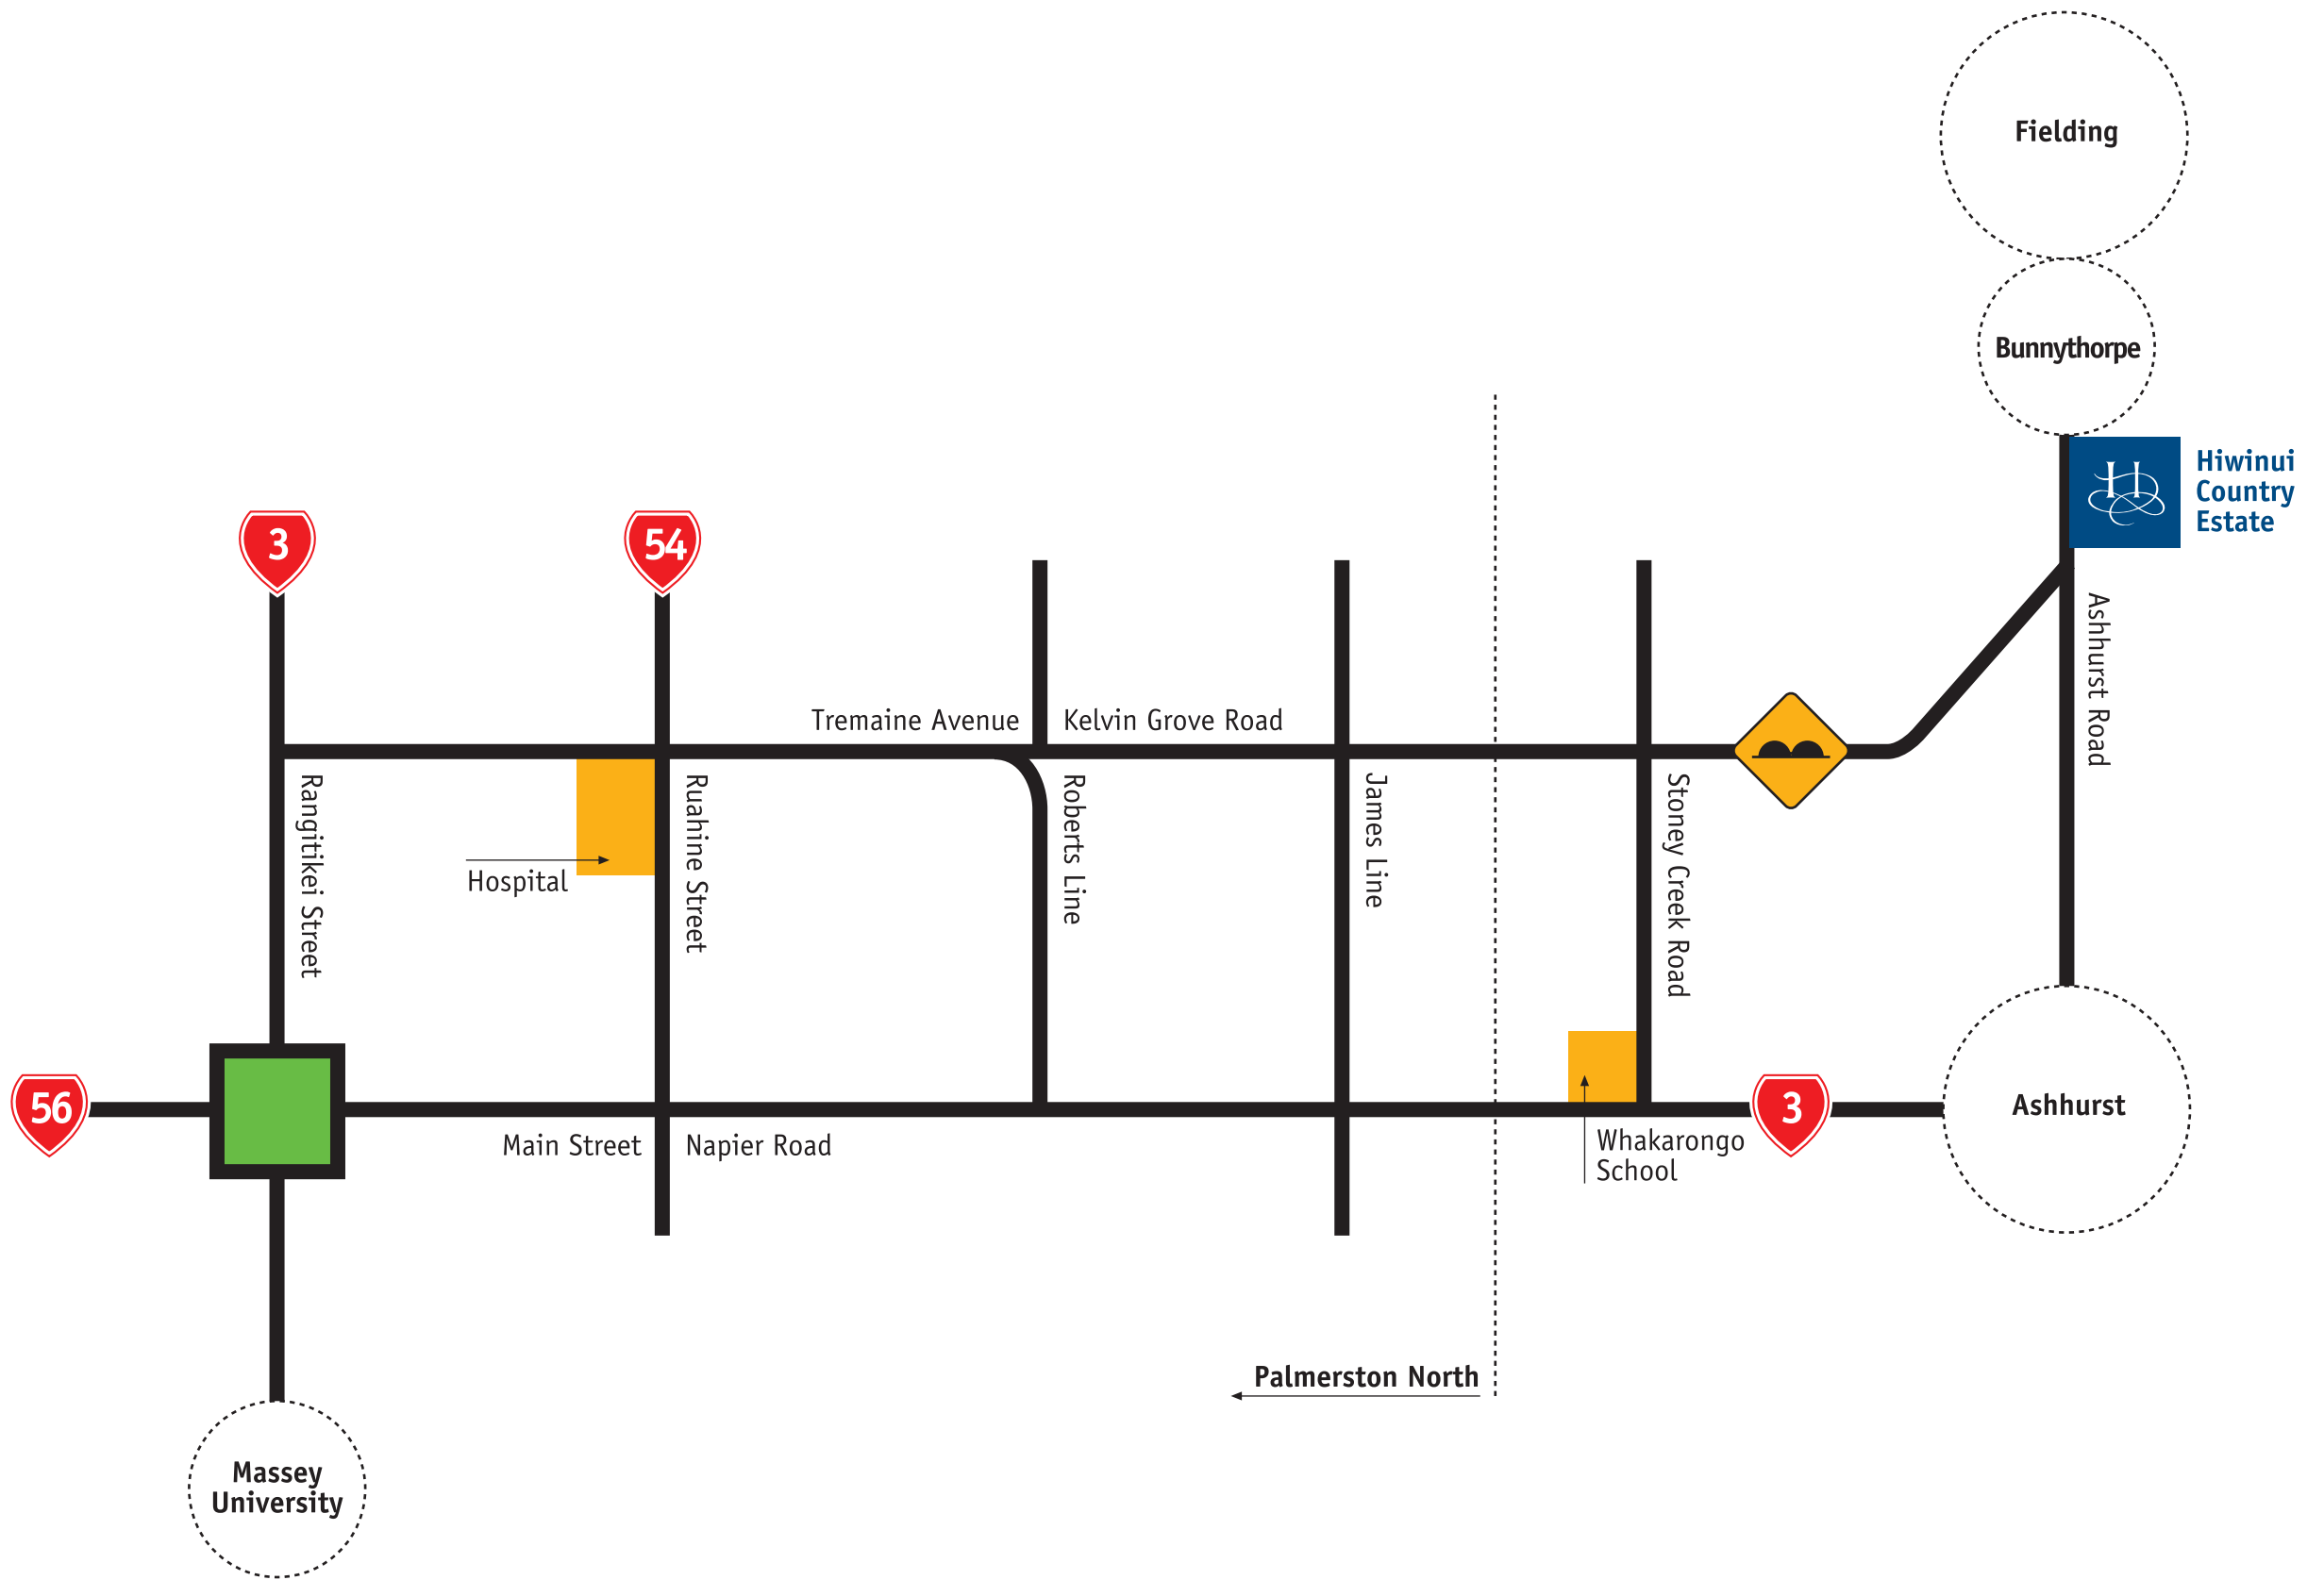 Fielding
Bunnythorpe
Hiwinui
Country
Estate
3
54
Ashhurst Road
Tremaine Avenue
Kelvin Grove Road
Rangitikei Street
Ruahine Street
Roberts Line
James Line
Stoney Creek Road
Hospital
56
3
Ashhurst
Main Street
Napier Road
Whakarongo
School
Palmerston North
Massey
University